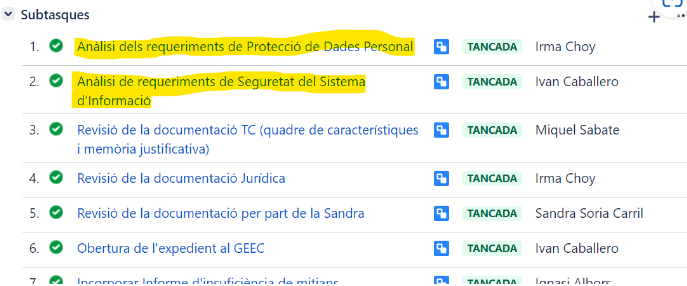 Subtasques
1. Anàlisi dels requeriments de Protecció de Dades Personal TANCADA Irma Choy
2. Anàlisi de requeriments de Seguretat del Sistema d'Informació TANCADA Ivan Caballero
3. Revisió de la documentació TC (quadre de característiques i memòria justificativa) TANCADA Miquel Sabate
4. Revisió de la documentació Jurídica TANCADA Irma Choy
5. Revisió de la documentació per part de la Sandra TANCADA Sandra Soria Carril
6. Obertura de l'expedient al GEEC TANCADA Ivan Caballero
7. Incorporar Informe d'insuficiència de mitjans TANCADA Ignasi Albors